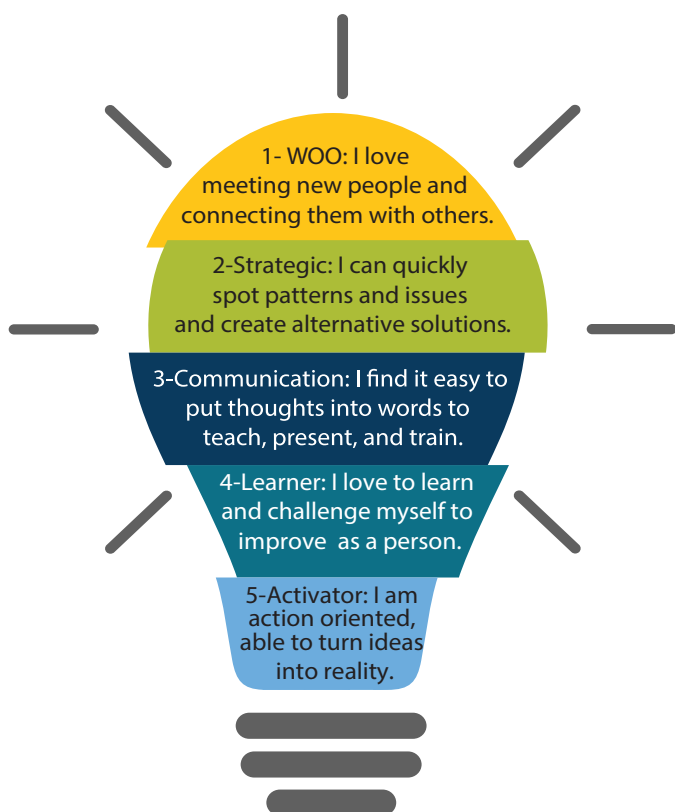 1- WOO: I love
meeting new people and
connecting them with others.
2-Strategic: I can quickly
spot patterns and issues
and create alternative solutions.
3-Communication: I find it easy to
put thoughts into words to
teach, present, and train.
4-Learner: I love to learn
and challenge myself to
improve  as a person.
5-Activator: I am
action oriented,
able to turn ideas
into reality.